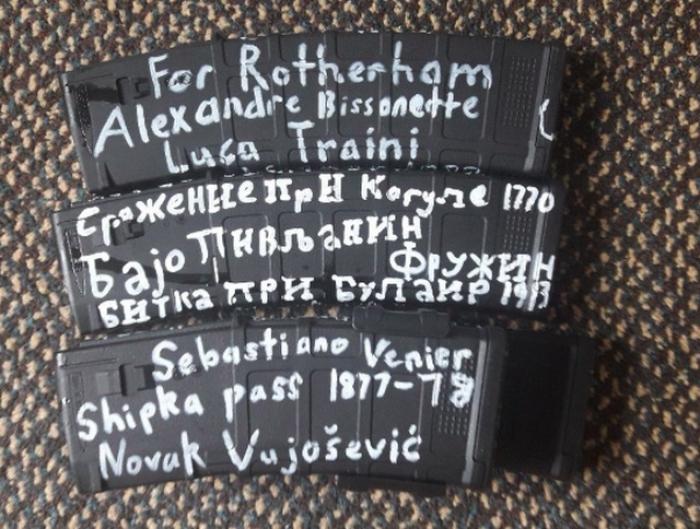 For Rotherham
Alexandre Bissonette
Luca Traini
Сражение при Кагуле 1770
Бајо Пивљанин
Фружин
Битка при Булаир 1913
Sebastiano Venier
Shipka pass 1877-78
Novak Vujošević